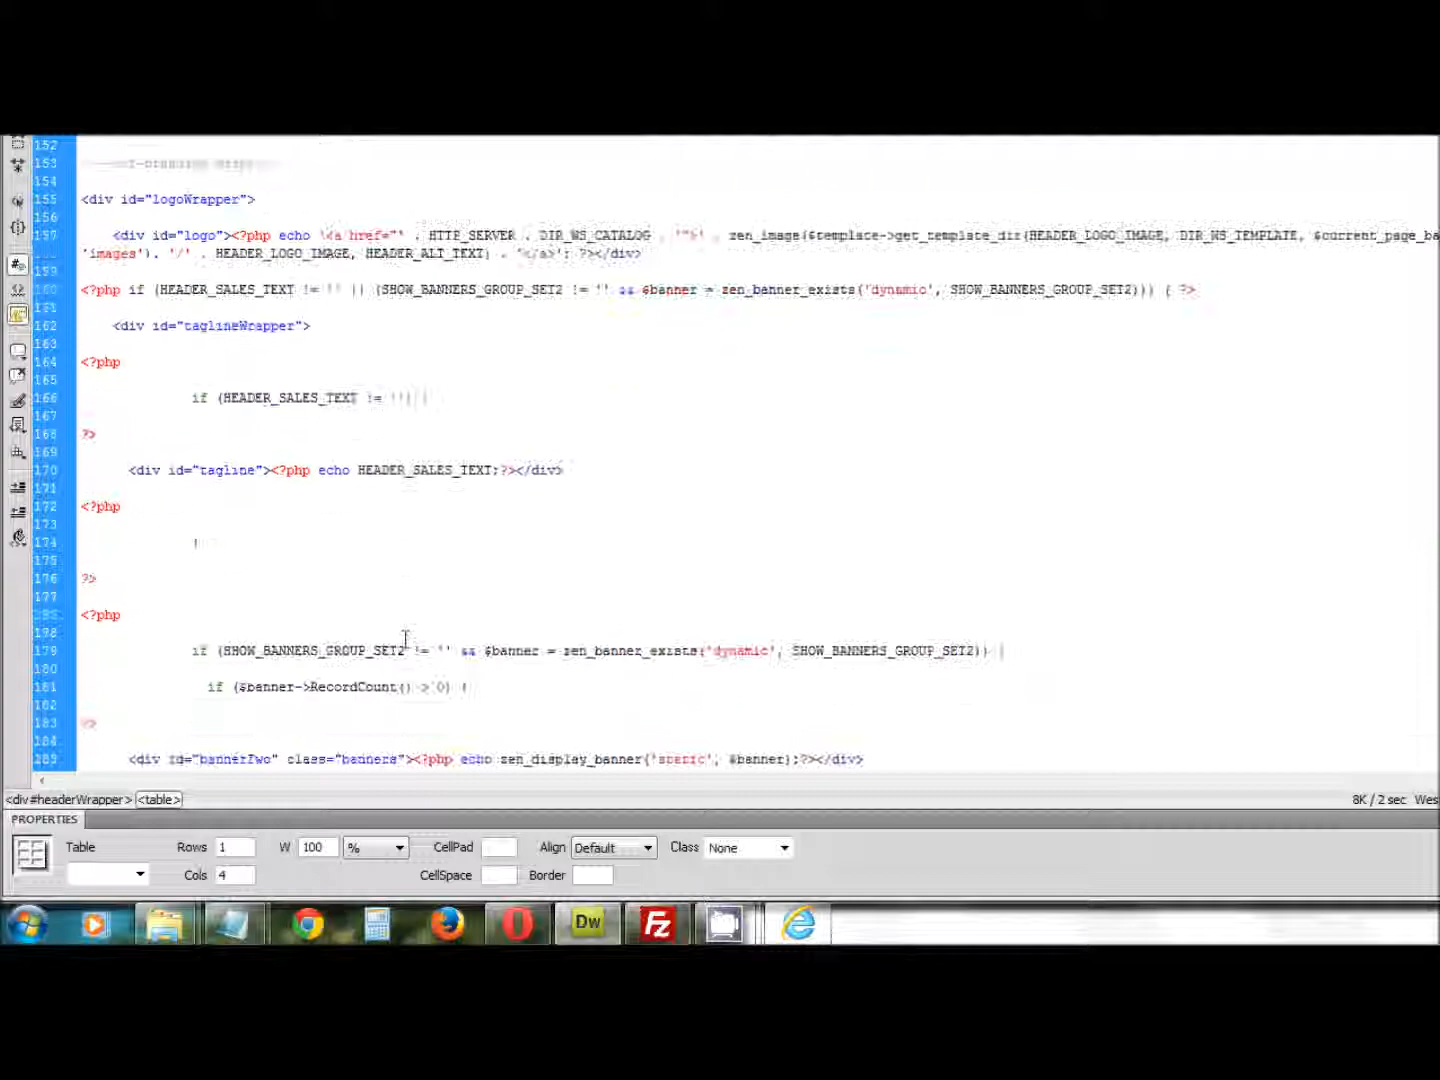 152
153
154
155 <div id="logoWrapper">
156
157 <div id="logo"><?php echo '<a href="' . HTTP_SERVER . DIR_WS_CATALOG . '">' . zen_image($template->get_template_dir(HEADER_LOGO_IMAGE, DIR_WS_TEMPLATE, $current_page_ba
'images'). '/' . HEADER_LOGO_IMAGE, HEADER_ALT_TEXT) . '</a>'; ?></div>
159
<?php if (HEADER_SALES_TEXT != '' || (SHOW_BANNERS_GROUP_SET2 != '' && $banner = zen_banner_exists('dynamic', SHOW_BANNERS_GROUP_SET2))) { ?>
161
162 <div id="taglineWrapper">
163
164 <?php
165
166 if (HEADER_SALES_TEXT != '')
167
168 ?>
169
170 <div id="tagline"><?php echo HEADER_SALES_TEXT;?></div>
171
172 <?php
173
174
175
176 ?>
177
<?php
178
179 if (SHOW_BANNERS_GROUP_SET2 != '' && $banner = zen_banner_exists('dynamic', SHOW_BANNERS_GROUP_SET2))
180
181 if ($banner->RecordCount() > 0) {
182
183 ?>
184
<div id="bannerTwo" class="banners"><?php echo zen_display_banner('static', $banner);?></div>
<div#headerWrapper> <table> 8K / 2 sec Wes
PROPERTIES
Table Rows 1 W 100 % CellPad Align Default Class None
Cols 4 CellSpace Border
Dw Fz